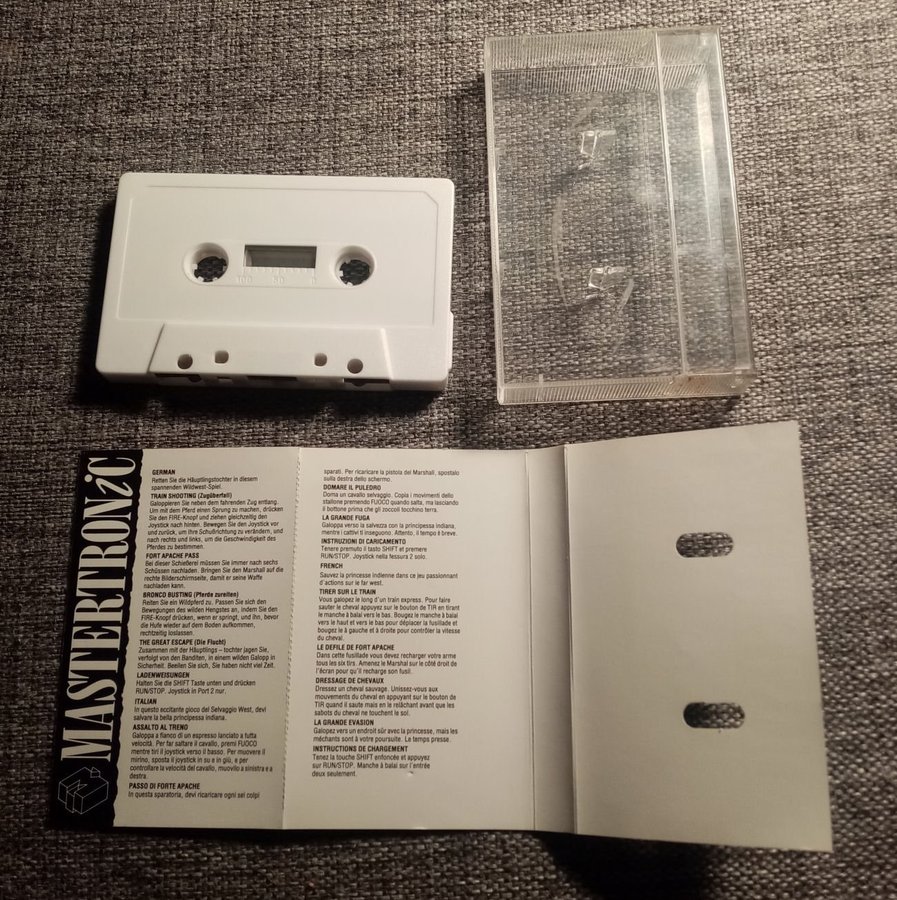 100 50 0
MASTERTRONiC
GERMAN
Retten Sie die Häuptlingstochter in diesem
spannenden Wildwest-Spiel.
TRAIN SHOOTING (Zugüberfall)
Galoppieren Sie neben dem fahrenden Zug entlang.
Um mit dem Pferd einen Sprung zu machen, drücken
Sie den FIRE-Knopf und ziehen gleichzeitig den
Joystick nach hinten. Bewegen Sie den Joystick vor
und zurück, um Ihre Schußrichtung zu verändern, und
nach rechts und links, um die Geschwindigkeit des
Pferdes zu bestimmen.
FORT APACHE PASS
Bei dieser Schießerei müssen Sie immer nach sechs
Schüssen nachladen. Bringen Sie den Marshall auf die
rechte Bildschirmseite, damit er seine Waffe
nachladen kann.
BRONCO BUSTING (Pferde zureiten)
Reiten Sie ein Wildpferd zu. Passen Sie sich den
Bewegungen des wilden Hengstes an, indem Sie den
FIRE-Knopf drücken, wenn er springt, und ihn, bevor
die Hufe wieder auf dem Boden aufkommen,
rechtzeitig loslassen.
THE GREAT ESCAPE (Die Flucht)
Zusammen mit der Häuptlings – tochter jagen Sie,
verfolgt von den Banditen, in einem wilden Galopp in
Sicherheit. Beeilen Sie sich, Sie haben nicht viel Zeit.
LADENWEISUNGEN
Halten Sie die SHIFT Taste unten und drücken
RUN/STOP. Joystick in Port 2 nur.
ITALIAN
In questo eccitante gioco del Selvaggio West, devi
salvare la bella principessa indiana.
ASSALTO AL TRENO
Galoppa a fianco di un espresso lanciato a tutta
velocità. Per far saltare il cavallo, premi FUOCO
mentre tiri il joystick verso il basso. Per muovere il
mirino, sposta il joystick in su e in giù, e per
controllare la velocità del cavallo, muovilo a sinistra e a
destra.
PASSO DI FORTE APACHE
In questa sparatoria, devi ricaricare ogni sei colpi
sparati. Per ricaricare la pistola del Marshall, spostalo
sulla destra dello schermo.
DOMARE IL PULEDRO
Doma un cavallo selvaggio. Copia i movimenti dello
stallone premendo FUOCO quando salta, ma lasciando
il bottone prima che gli zoccoli tocchino terra.
LA GRANDE FUGA
Galoppa verso la salvezza con la principessa indiana,
mentre i cattivi ti inseguono. Attento, il tempo è breve.
INSTRUZIONI DI CARICAMENTO
Tenere premuto il tasto SHIFT et premere
RUN/STOP. Joystick nella fessura 2 solo.
FRENCH
Sauvez la princesse indienne dans ce jeu passionnant
d'actions sur le far west.
TIRER SUR LE TRAIN
Vous galopez le long d'un train express. Pour faire
sauter le cheval appuyez sur le bouton de TIR en tirant
le manche à balai vers le bas. Bougez le manche à balai
vers le haut et vers le bas pour déplacer la fusillade et
bougez le à gauche et à droite pour contrôler la vitesse
du cheval.
LE DEFILE DE FORT APACHE
Dans cette fusillade vous devez recharger votre arme
tous les six tirs. Amenez le Marshal sur le côté droit de
l'écran pour qu'il recharge son fusil.
DRESSAGE DE CHEVAUX
Dressez un cheval sauvage. Unissez-vous aux
mouvements du cheval en appuyant sur le bouton de
TIR quand il saute mais en le relâchant avant que les
sabots du cheval ne touchent le sol.
LA GRANDE EVASION
Galopez vers un endroit sûr avec la princesse, mais les
méchants sont à votre poursuite. Le temps presse.
INSTRUCTIONS DE CHARGEMENT
Tenez la touche SHIFT enfoncée et appuyez
sur RUN/STOP. Manche à balai sur l'entrée
deux seulement.